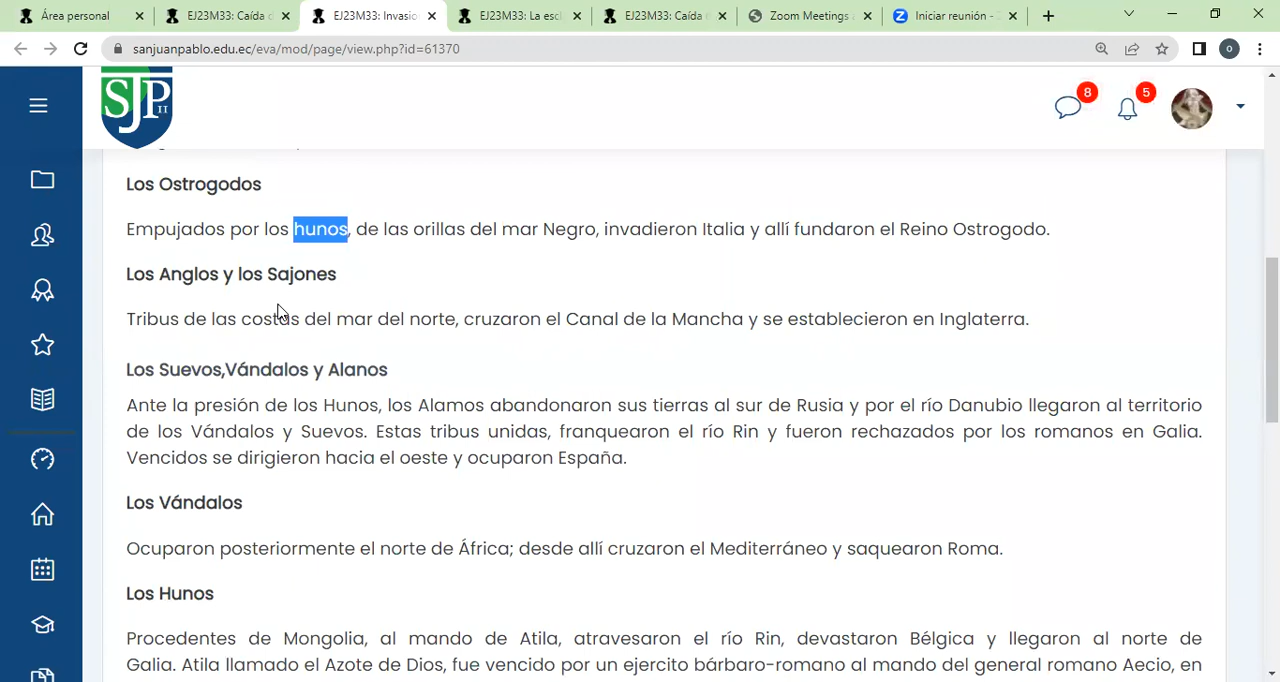 Área personal
EJ23M33: Caída d
EJ23M33: Invasio
EJ23M33: La escl
EJ23M33: Caída é
Zoom Meetings a
Iniciar reunión -
sanjuanpablo.edu.ec/eva/mod/page/view.php?id=61370
o
SJP II
8
5
Los Ostrogodos
Empujados por los hunos, de las orillas del mar Negro, invadieron Italia y allí fundaron el Reino Ostrogodo.
Los Anglos y los Sajones
Tribus de las costas del mar del norte, cruzaron el Canal de la Mancha y se establecieron en Inglaterra.
Los Suevos,Vándalos y Alanos
Ante la presión de los Hunos, los Alamos abandonaron sus tierras al sur de Rusia y por el río Danubio llegaron al territorio
de los Vándalos y Suevos. Estas tribus unidas, franquearon el río Rin y fueron rechazados por los romanos en Galia.
Vencidos se dirigieron hacia el oeste y ocuparon España.
Los Vándalos
Ocuparon posteriormente el norte de África; desde allí cruzaron el Mediterráneo y saquearon Roma.
Los Hunos
Procedentes de Mongolia, al mando de Atila, atravesaron el río Rin, devastaron Bélgica y llegaron al norte de
Galia. Atila llamado el Azote de Dios, fue vencido por un ejercito bárbaro-romano al mando del general romano Aecio, en